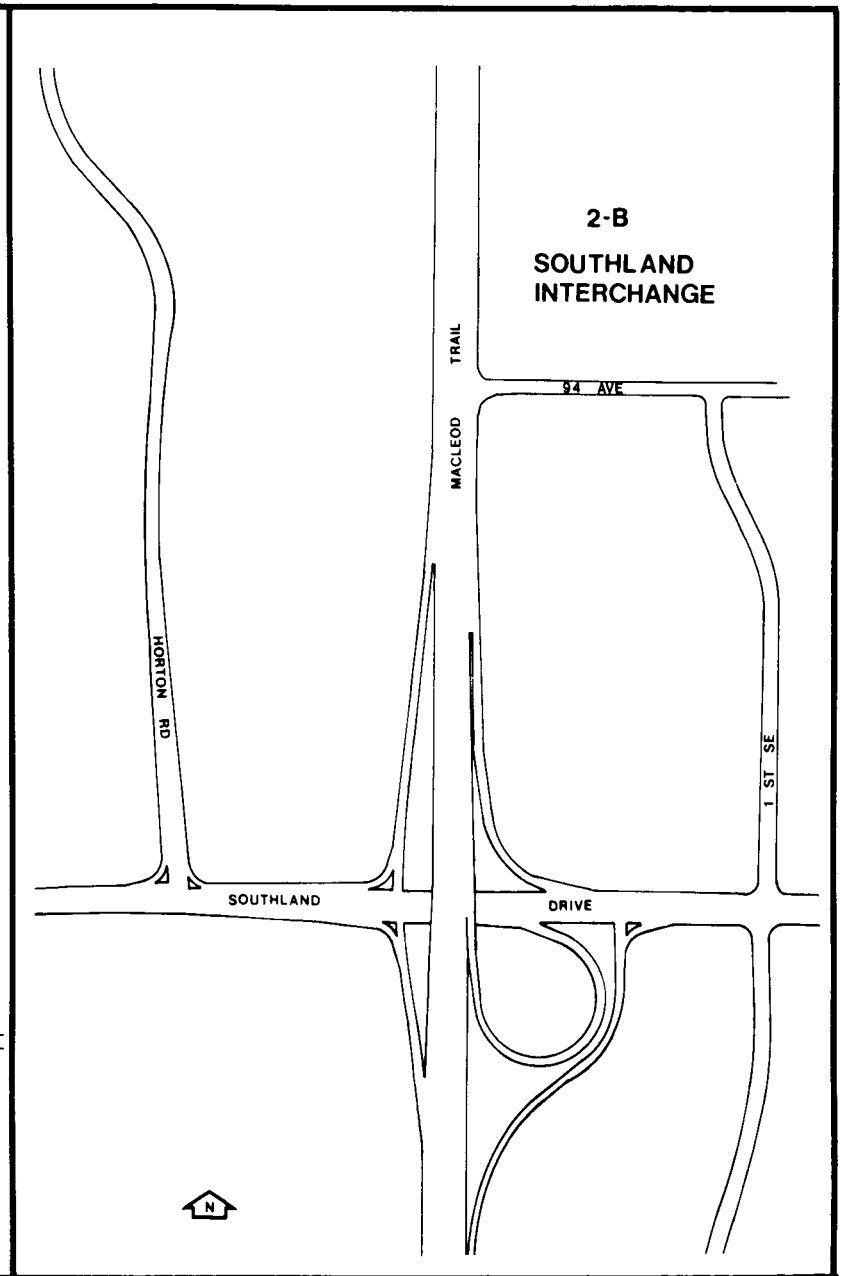 2-B
SOUTHLAND
INTERCHANGE
MACLEOD TRAIL
94 AVE
HORTON RD
1 ST SE
SOUTHLAND DRIVE
N